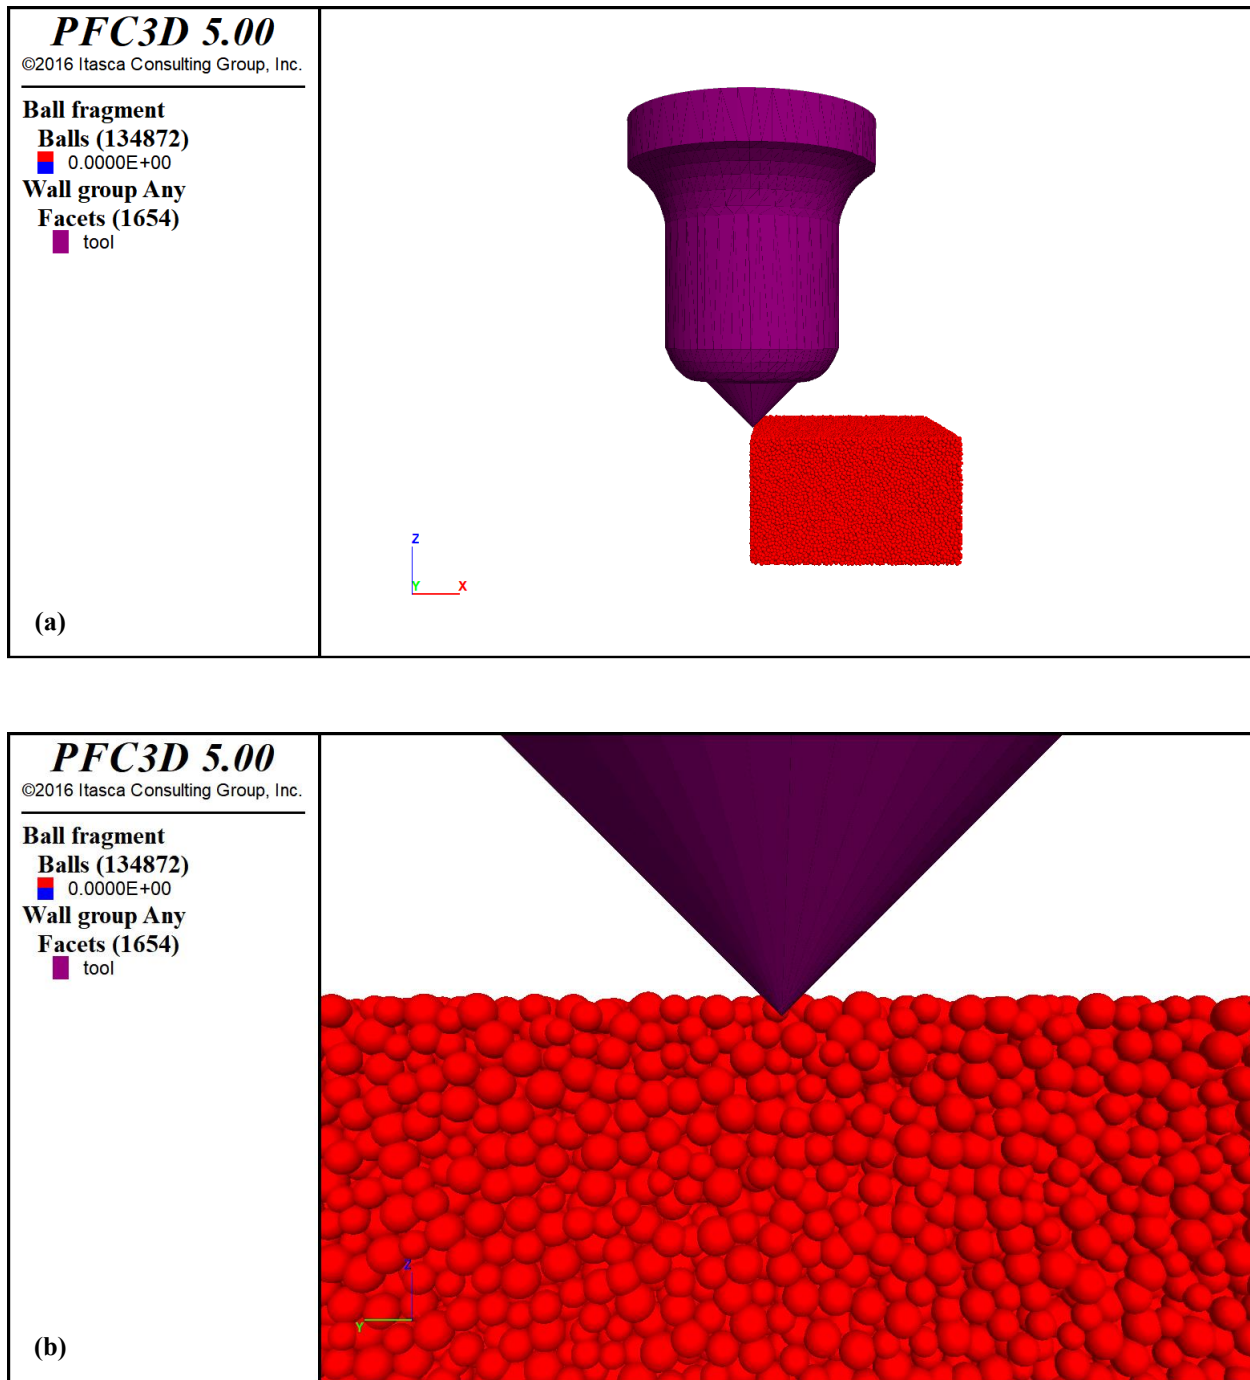 PFC3D 5.00
©2016 Itasca Consulting Group, Inc.
Ball fragment
Balls (134872)
0.0000E+00
Wall group Any
Facets (1654)
tool
Z
Y X
(a)
PFC3D 5.00
©2016 Itasca Consulting Group, Inc.
Ball fragment
Balls (134872)
0.0000E+00
Wall group Any
Facets (1654)
tool
Z
Y
(b)